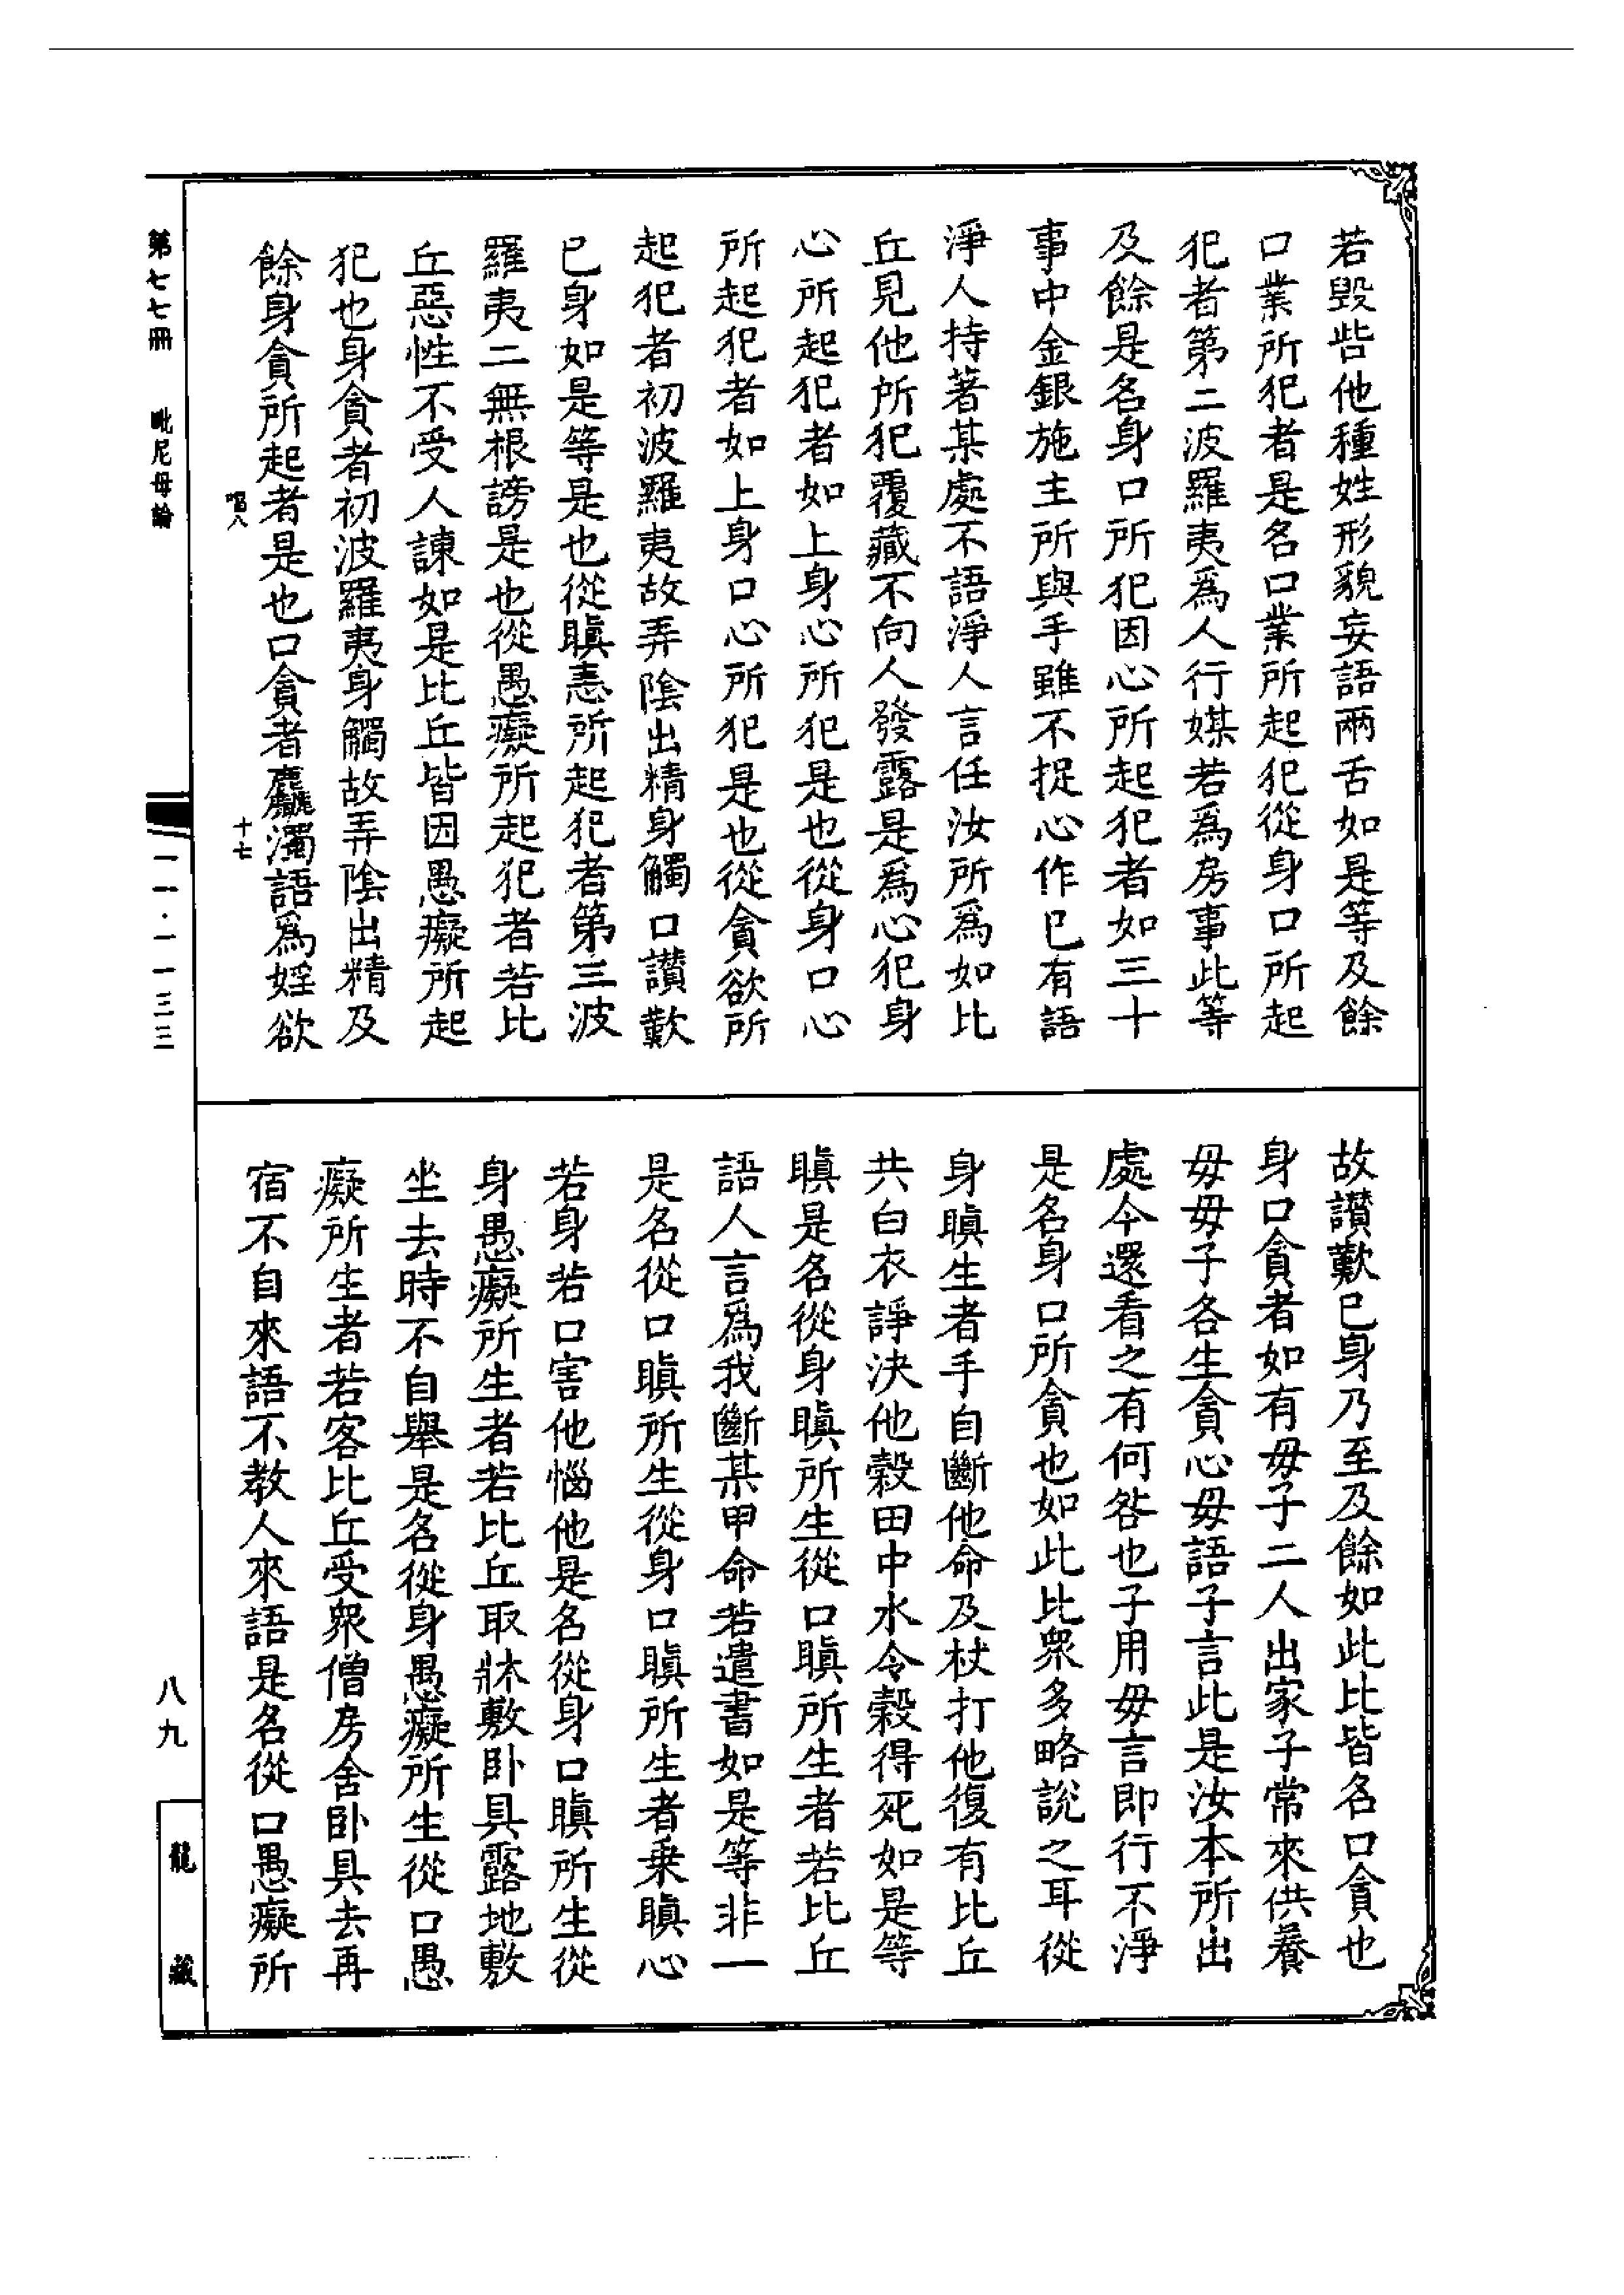 若毀呰他種姓形貌妄語兩舌如是等及餘
口業所犯者是名口業所起犯從身口所起
犯者第二波羅夷爲人行媒若爲房事此等
及餘是名身口所犯因心所起犯者如三十
事中金銀施主所與手雖不捉心作已有語
淨人持著某處不語淨人言任汝所爲如比
丘見他所犯覆藏不向人發露是爲心犯身
心所起犯者如上身心所犯是也從身口心
所起犯者如上身口心所犯是也從貪欲所
起犯者初波羅夷故弄陰出精身觸口讃歎
已身如是等是也從瞋恚所起犯者第三波
羅夷二無根謗是也從愚癡所起犯者若比
丘惡性不受人諫如是比丘皆因愚癡所起
犯也身貪者初波羅夷身觸故弄陰出精及
餘身貪所起者是也口貪者麤濁語爲婬欲
故讃歎已身乃至及餘如此比皆名口貪也
身口貪者如有毋子二人出家子常來供養
毋毋子各生貪心毋語子言此是汝本所出
處今還看之有何咎也子用毋言即行不淨
是名身口所貪也如此比衆多略說之耳從
身瞋生者手自斷他命及杖打他復有比丘
共白衣諍決他穀田中水令穀得死如是等
瞋是名從身瞋所生從口瞋所生者若比丘
語人言爲我斷某甲命若遣書如是等非一
是名從口瞋所生從身口瞋所生者乗瞋心
若身若口害他惱他是名從身口瞋所生從
身愚癡所生者若比丘取牀敷卧具露地敷
坐去時不自舉是名從身愚癡所生從口愚
癡所生者若客比丘受衆僧房舍卧具去再
宿不自來語不教人來語是名從口愚癡所
第七七冊 毗尼母論
唱八
十七
一一·一一三三
八九
龍藏